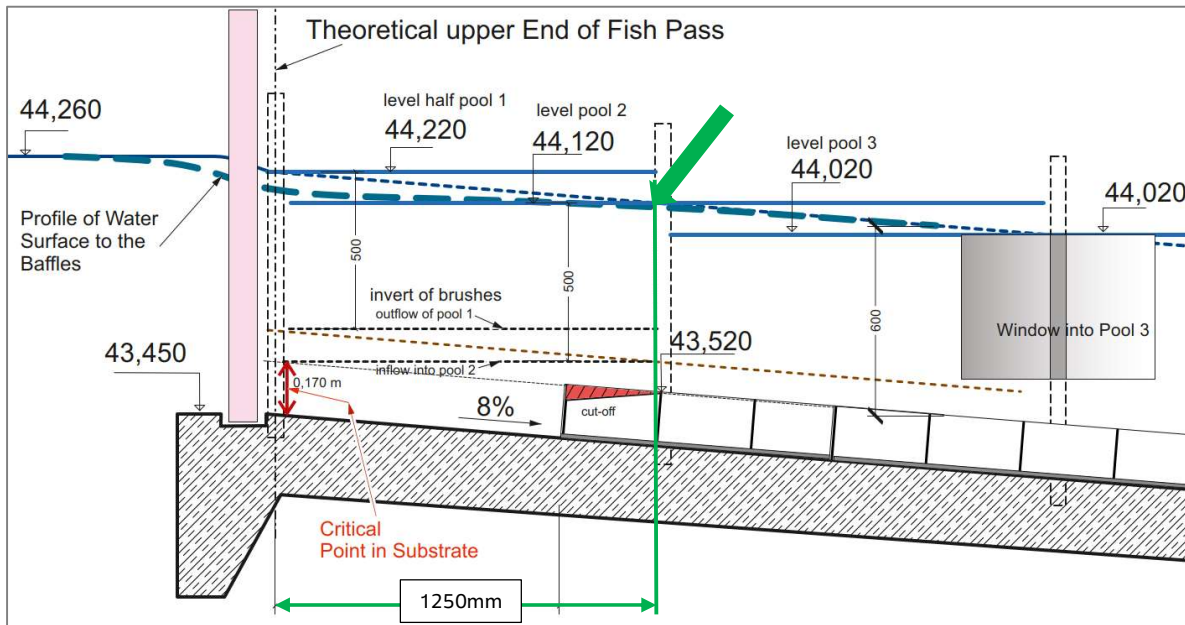 Theoretical upper End of Fish Pass
44,260
level half pool 1
44,220
level pool 2
44,120
level pool 3
44,020
44,020
Profile of Water
Surface to the
Baffles
500
500
600
invert of brushes
outflow of pool 1
Window into Pool 3
43,450
43,520
inflow into pool 2
0,170 m
8%
cut-off
Critical
Point in Substrate
1250mm